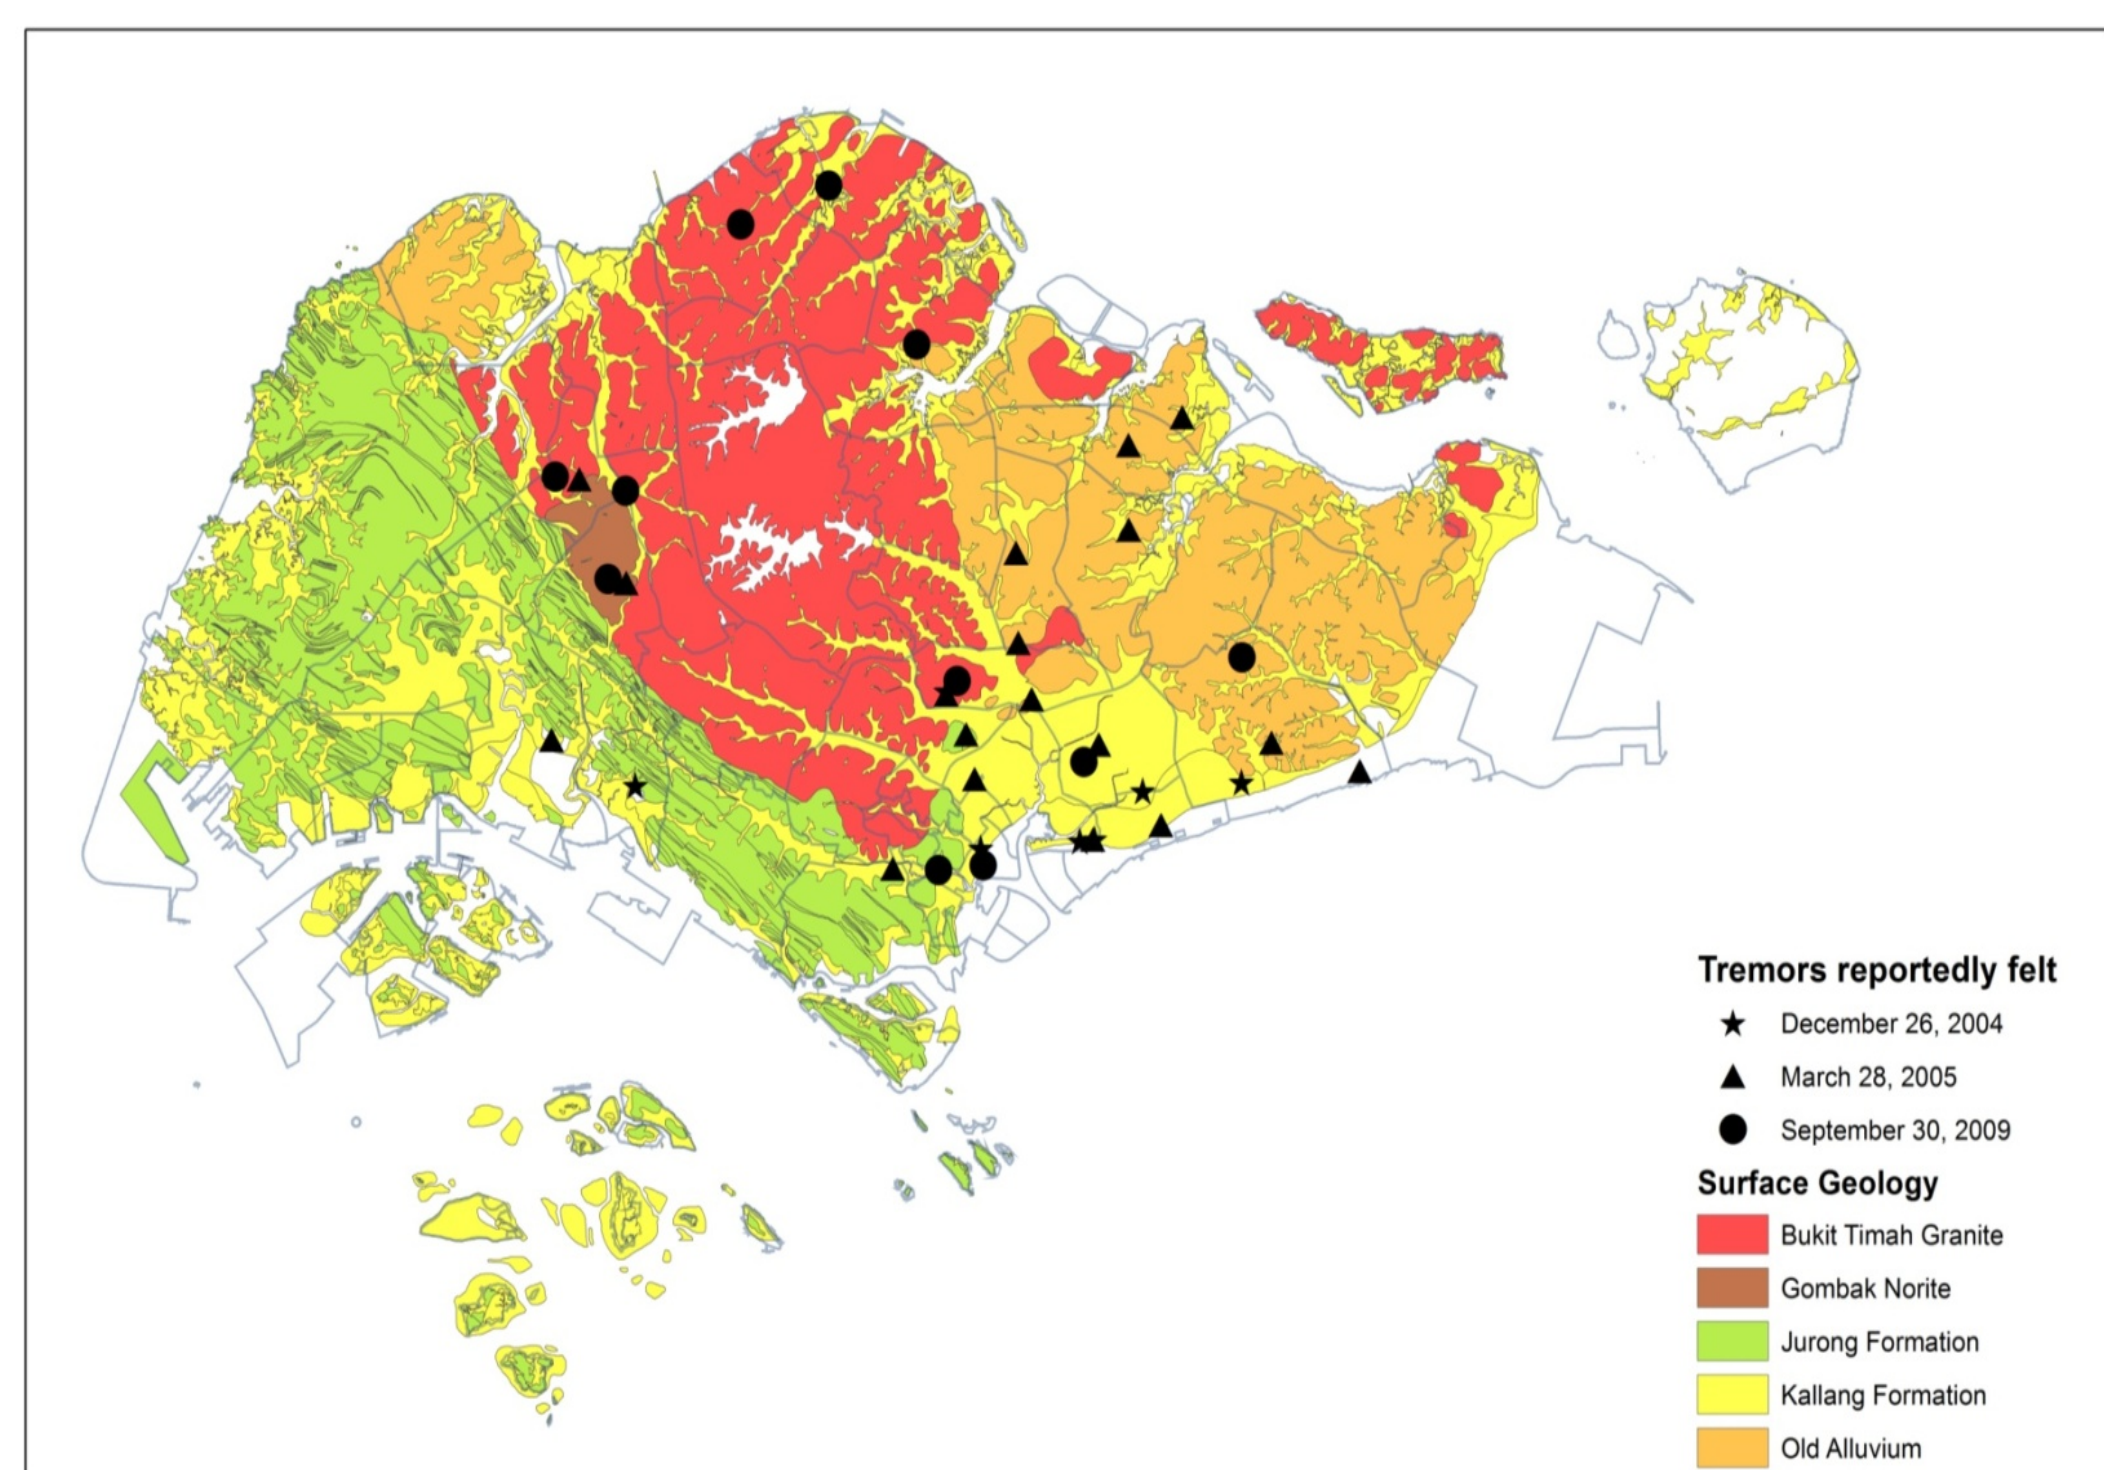 Tremors reportedly felt
December 26, 2004
March 28, 2005
September 30, 2009
Surface Geology
Bukit Timah Granite
Gombak Norite
Jurong Formation
Kallang Formation
Old Alluvium